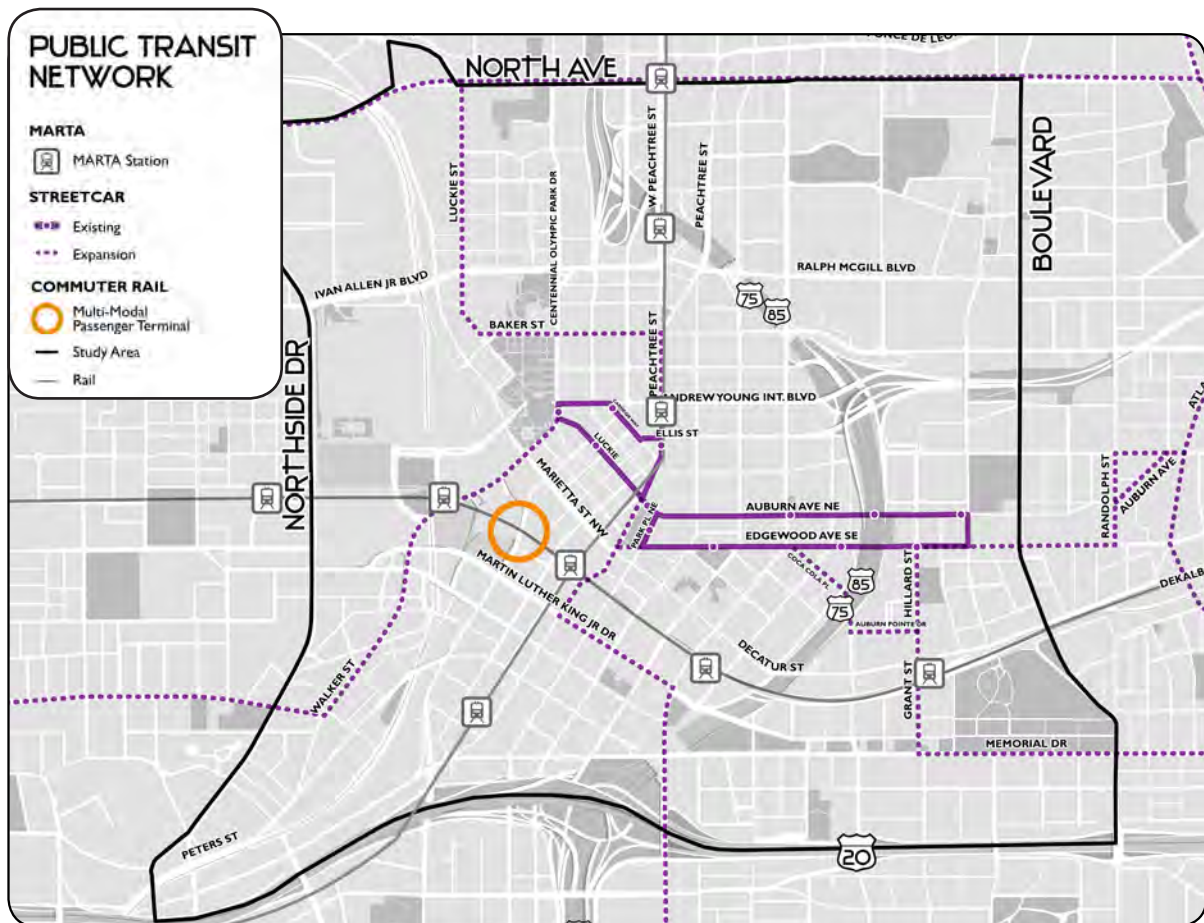 PUBLIC TRANSIT
NETWORK
MARTA
MARTA Station
STREETCAR
Existing
Expansion
COMMUTER RAIL
Multi-Modal
Passenger Terminal
Study Area
Rail
NORTH AVE
BOULEVARD
NORTHSIDE DR
LUCKIE ST
CENTENNIAL OLYMPIC PARK DR
W PEACHTREE ST
PEACHTREE ST
RALPH MCGILL BLVD
75
85
IVAN ALLEN JR BLVD
BAKER ST
PEACHTREE ST
ANDREW YOUNG INT. BLVD
ELLIS ST
LUCKIE
MARIETTA ST NW
PARK PL NE
AUBURN AVE NE
EDGEWOOD AVE SE
RANDOLPH ST
AUBURN AVE
COCA COLA PL
85
75
HILLARD ST
AUBURN POINTE DR
DEKALB
MARTIN LUTHER KING JR DR
DECATUR ST
WALKER ST
GRANT ST
MEMORIAL DR
PETERS ST
20